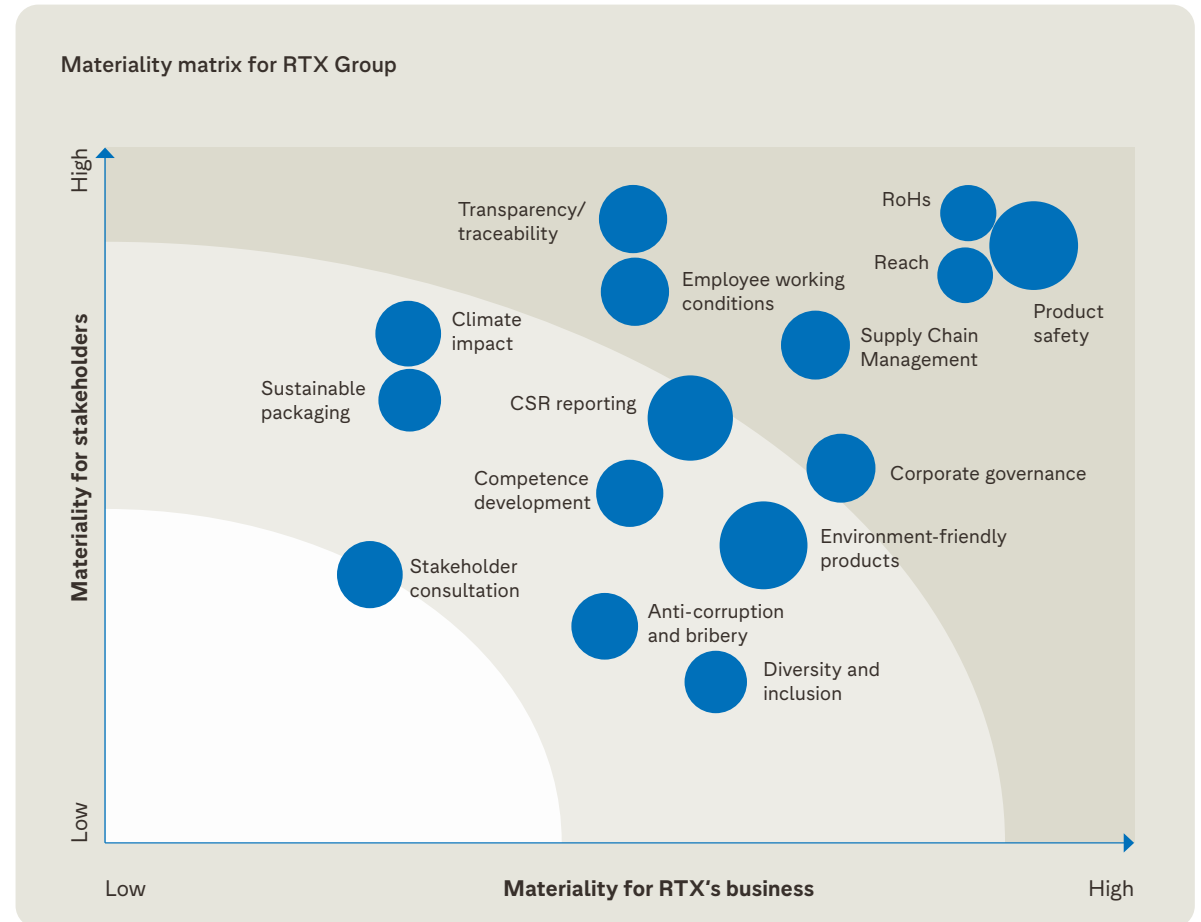 Materiality matrix for RTX Group
High
Materiality for stakeholders
Low
Transparency/
traceability
RoHs
Reach
Employee working
conditions
Product
safety
Climate
impact
Supply Chain
Management
Sustainable
packaging
CSR reporting
Competence
development
Corporate governance
Environment-friendly
products
Stakeholder
consultation
Anti-corruption
and bribery
Diversity and
inclusion
Low
Materiality for RTX's business
High